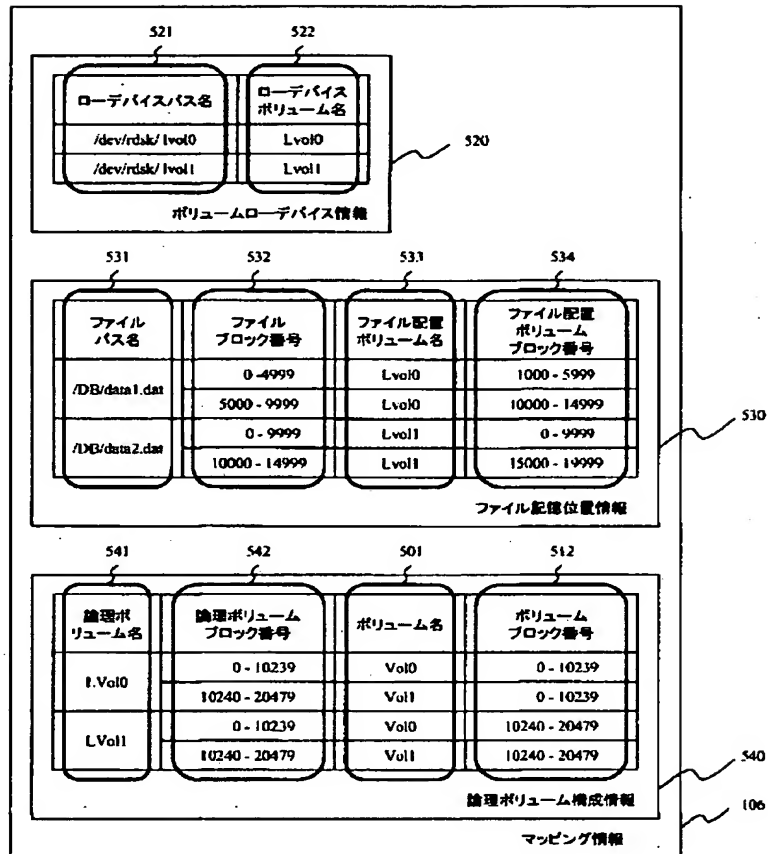 521 522
ローデバイスパス名
ローデバイス
ボリューム名
/dev/rdsk/ lvol0 Lvol0
/dev/rdsk/ lvol1 Lvol1
520
ボリュームローデバイス情報
531 532 533 534
ファイル
パス名
ファイル
ブロック番号
ファイル配置
ボリューム名
ファイル配置
ボリューム
ブロック番号
/DB/data1.dat
0 -4999 Lvol0 1000 - 5999
5000 - 9999 Lvol0 10000 - 14999
/DB/data2.dat
0 - 9999 Lvol1 0 - 9999
10000 - 14999 Lvol1 15000 - 19999
530
ファイル記憶位置情報
541 542 501 512
論理ボ
リューム名
論理ボリューム
ブロック番号
ボリューム名
ボリューム
ブロック番号
LVol0
0 - 10239 Vol0 0 - 10239
10240 - 20479 Vol1 0 - 10239
LVol1
0 - 10239 Vol0 10240 - 20479
10240 - 20479 Vol1 10240 - 20479
540
論理ボリューム構成情報
106
マッピング情報